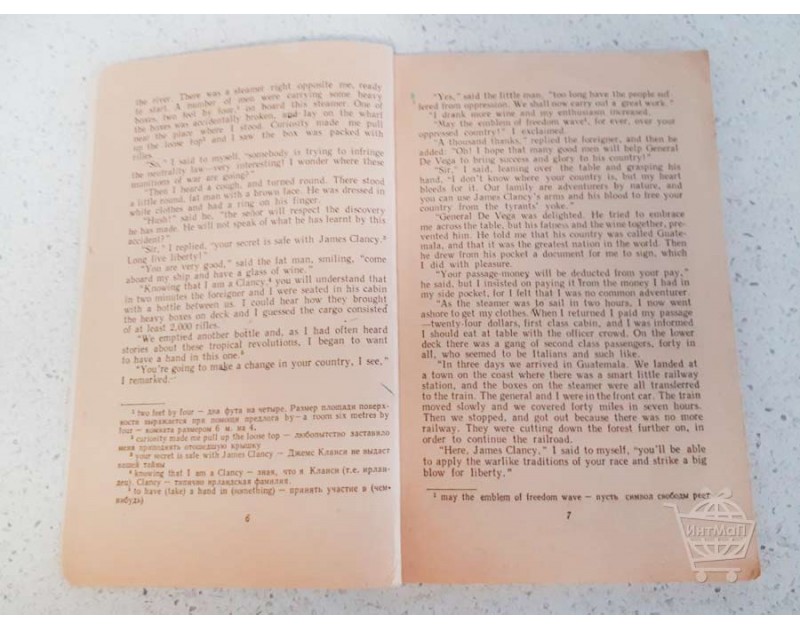 the river. There was a steamer right opposite me, ready
to start. A number of men were carrying some heavy
boxes, two feet by four,¹ on board this steamer. One of
the boxes was accidentally broken, and lay on the wharf
near the place where I stood. Curiosity made me pull
up the loose top² and I saw the box was packed with
rifles.
"No," I said to myself, "somebody is trying to infringe
the neutrality law—very interesting! I wonder where these
munitions of war are going?"
"Then I heard a cough, and turned round. There stood
a little round, fat man with a brown face. He was dressed in
white clothes and had a ring on his finger.
"Hush!" said he, "the señor will respect the discovery
he has made. He will not speak of what he has learnt by this
accident?"
"Sir," I replied, "your secret is safe with James Clancy.³
Long live liberty!"
"You are very good," said the fat man, smiling, "come
aboard my ship and have a glass of wine."
"Knowing that I am a Clancy,⁴ you will understand that
in two minutes the foreigner and I were seated in his cabin
with a bottle between us. I could hear how they brought
the heavy boxes on deck and I guessed the cargo consisted
of at least 2,000 rifles.
"We emptied another bottle and, as I had often heard
stories about these tropical revolutions, I began to want
to have a hand in this one.⁵
"You're going to make a change in your country, I see,"
I remarked.
¹ two feet by four — два фута на четыре. Размер площади поверх-
ности выражается при помощи предлога by—a room six metres by
four — комната размером 6 м. на 4.
² curiosity made me pull up the loose top — любопытство заставило
меня приподнять отошедшую крышку
³ your secret is safe with James Clancy — Джемс Кланси не выдаст
вашей тайны
⁴ knowing that I am a Clancy — зная, что я Кланси (т.е. ирлан-
дец). Clancy — типично ирландская фамилия.
⁵ to have (take) a hand in (something) — принять участие в (чем-
нибудь)
6
"Yes," said the little man, "too long have the people suf-
fered from oppression. We shall now carry out a great work."
"I drank more wine and my enthusiasm increased.
"May the emblem of freedom wave¹, for ever, over your
oppressed country!" I exclaimed.
"A thousand thanks," replied the foreigner, and then he
added: "Oh! I hope that many good men will help General
De Vega to bring success and glory to his country!"
"Sir," I said, leaning over the table and grasping his
hand, "I don't know where your country is, but my heart
bleeds for it. Our family are adventurers by nature, and
you can use James Clancy's arms and his blood to free your
country from the tyrants' yoke."
"General De Vega was delighted. He tried to embrace
me across the table, but his fatness and the wine together, pre-
vented him. He told me that his country was called Guate-
mala, and that it was the greatest nation in the world. Then
he drew from his pocket a document for me to sign, which
I did with pleasure.
"Your passage-money will be deducted from your pay,"
he said, but I insisted on paying it from the money I had in
my side pocket, for I felt that I was no common adventurer.
"As the steamer was to sail in two hours, I now went
ashore to get my clothes. When I returned I paid my passage
—twenty-four dollars, first class cabin, and I was informed
I should eat at table with the officer crowd. On the lower
deck there was a gang of second class passengers, forty in
all, who seemed to be Italians and such like.
"In three days we arrived in Guatemala. We landed at
a town on the coast where there was a smart little railway
station, and the boxes on the steamer were all transferred
to the train. The general and I were in the front car. The train
moved slowly and we covered forty miles in seven hours.
Then we stopped, and got out because there was no more
railway. They were cutting down the forest further on, in
order to continue the railroad.
"Here, James Clancy," I said to myself, "you'll be able
to apply the warlike traditions of your race and strike a big
blow for liberty."
¹ may the emblem of freedom wave — пусть символ свободы реет
7
ИнтМаП